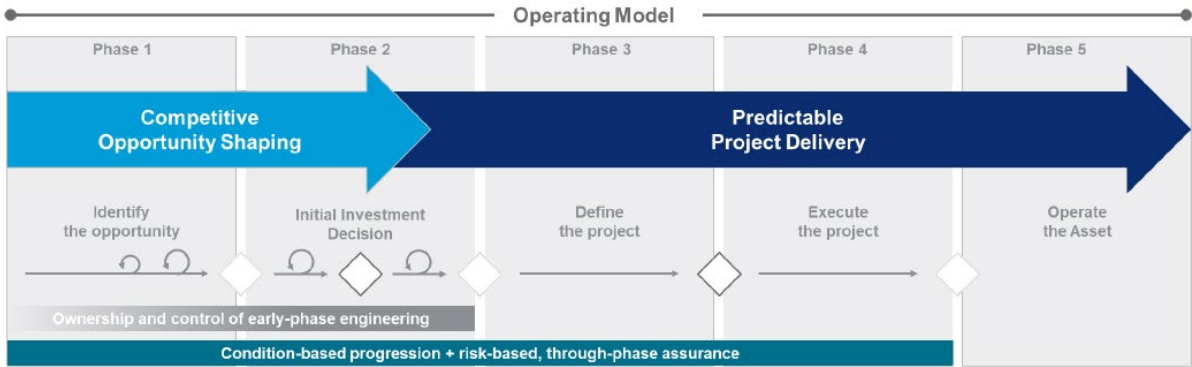 Operating Model
Phase 1
Phase 2
Phase 3
Phase 4
Phase 5
Competitive
Opportunity Shaping
Predictable
Project Delivery
Identify
the opportunity
Initial Investment
Decision
Define
the project
Execute
the project
Operate
the Asset
Ownership and control of early-phase engineering
Condition-based progression + risk-based, through-phase assurance